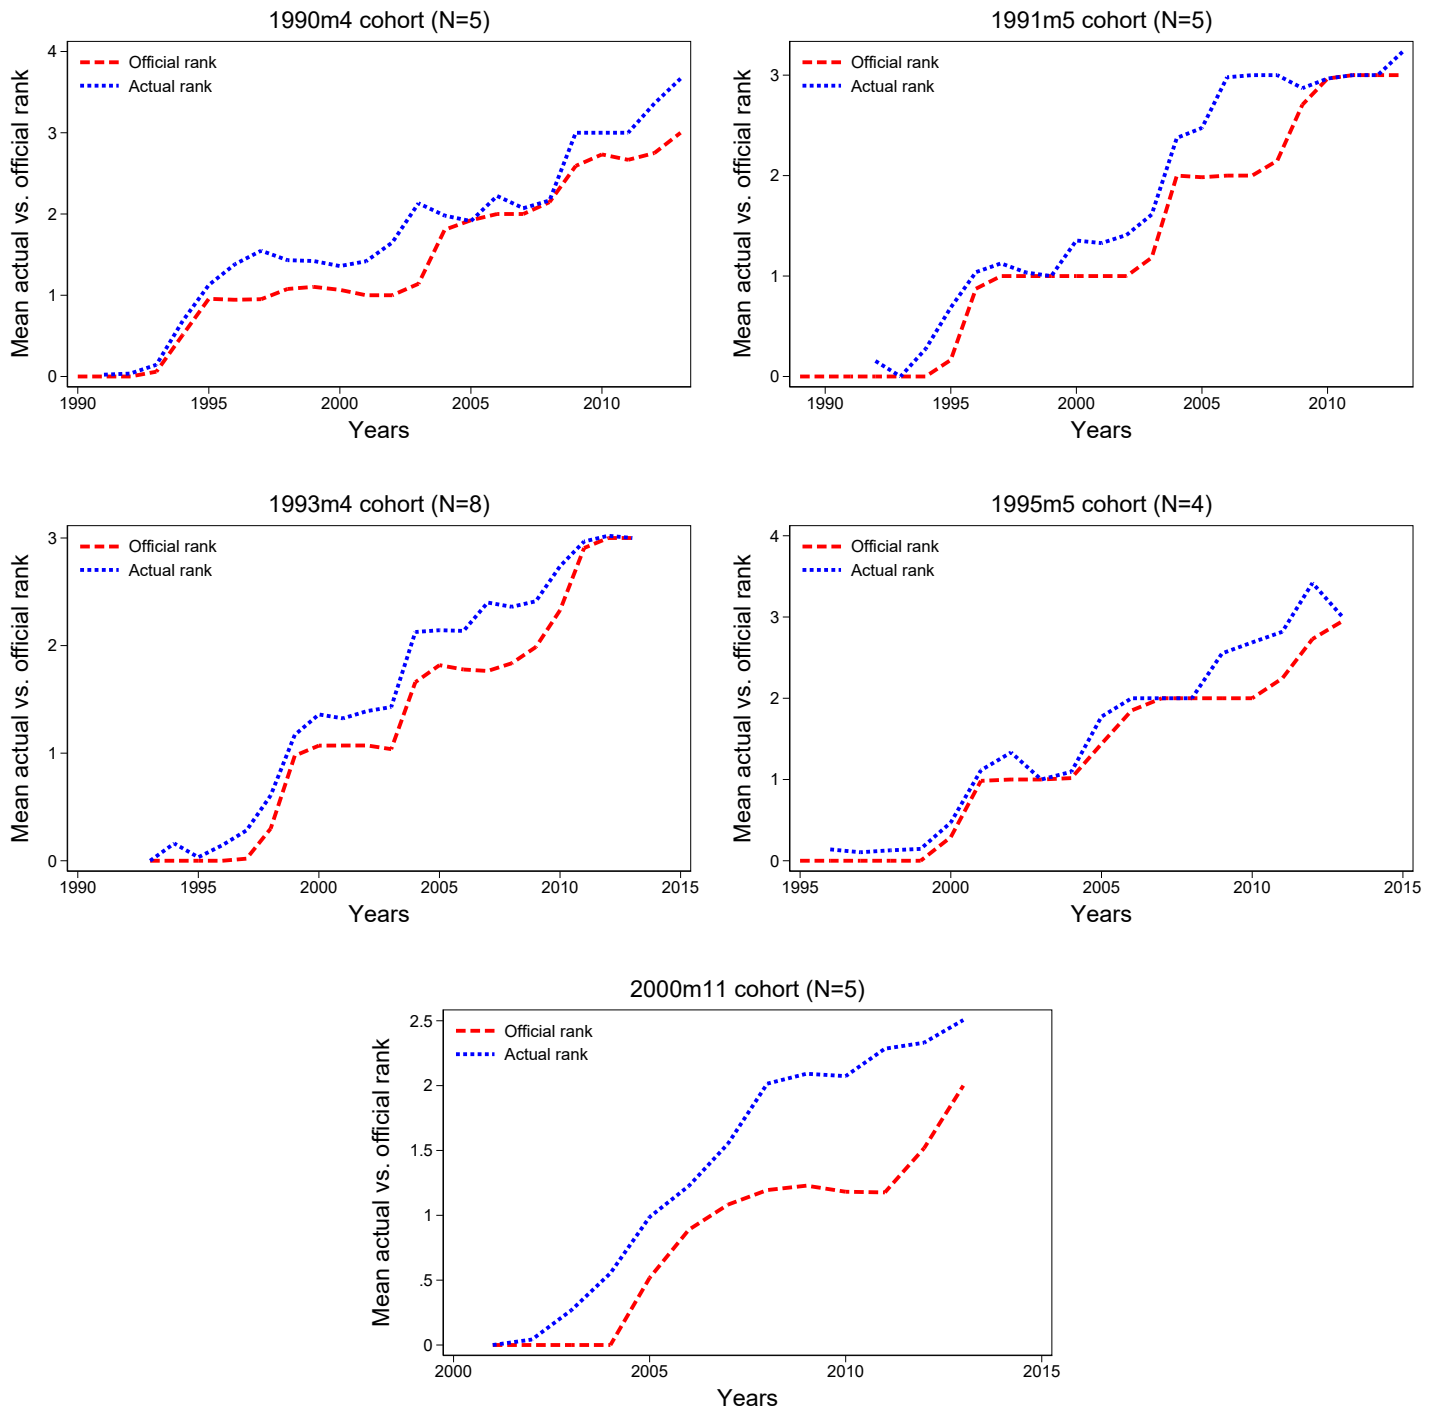 1990m4 cohort (N=5)
Official rank
Actual rank
Mean actual vs. official rank
4
3
2
1
0
1990 1995 2000 2005 2010
Years
1991m5 cohort (N=5)
Official rank
Actual rank
Mean actual vs. official rank
3
2
1
0
1990 1995 2000 2005 2010
Years
1993m4 cohort (N=8)
Official rank
Actual rank
Mean actual vs. official rank
3
2
1
0
1990 1995 2000 2005 2010 2015
Years
1995m5 cohort (N=4)
Official rank
Actual rank
Mean actual vs. official rank
4
3
2
1
0
1995 2000 2005 2010 2015
Years
2000m11 cohort (N=5)
Official rank
Actual rank
Mean actual vs. official rank
2.5
2
1.5
1
.5
0
2000 2005 2010 2015
Years